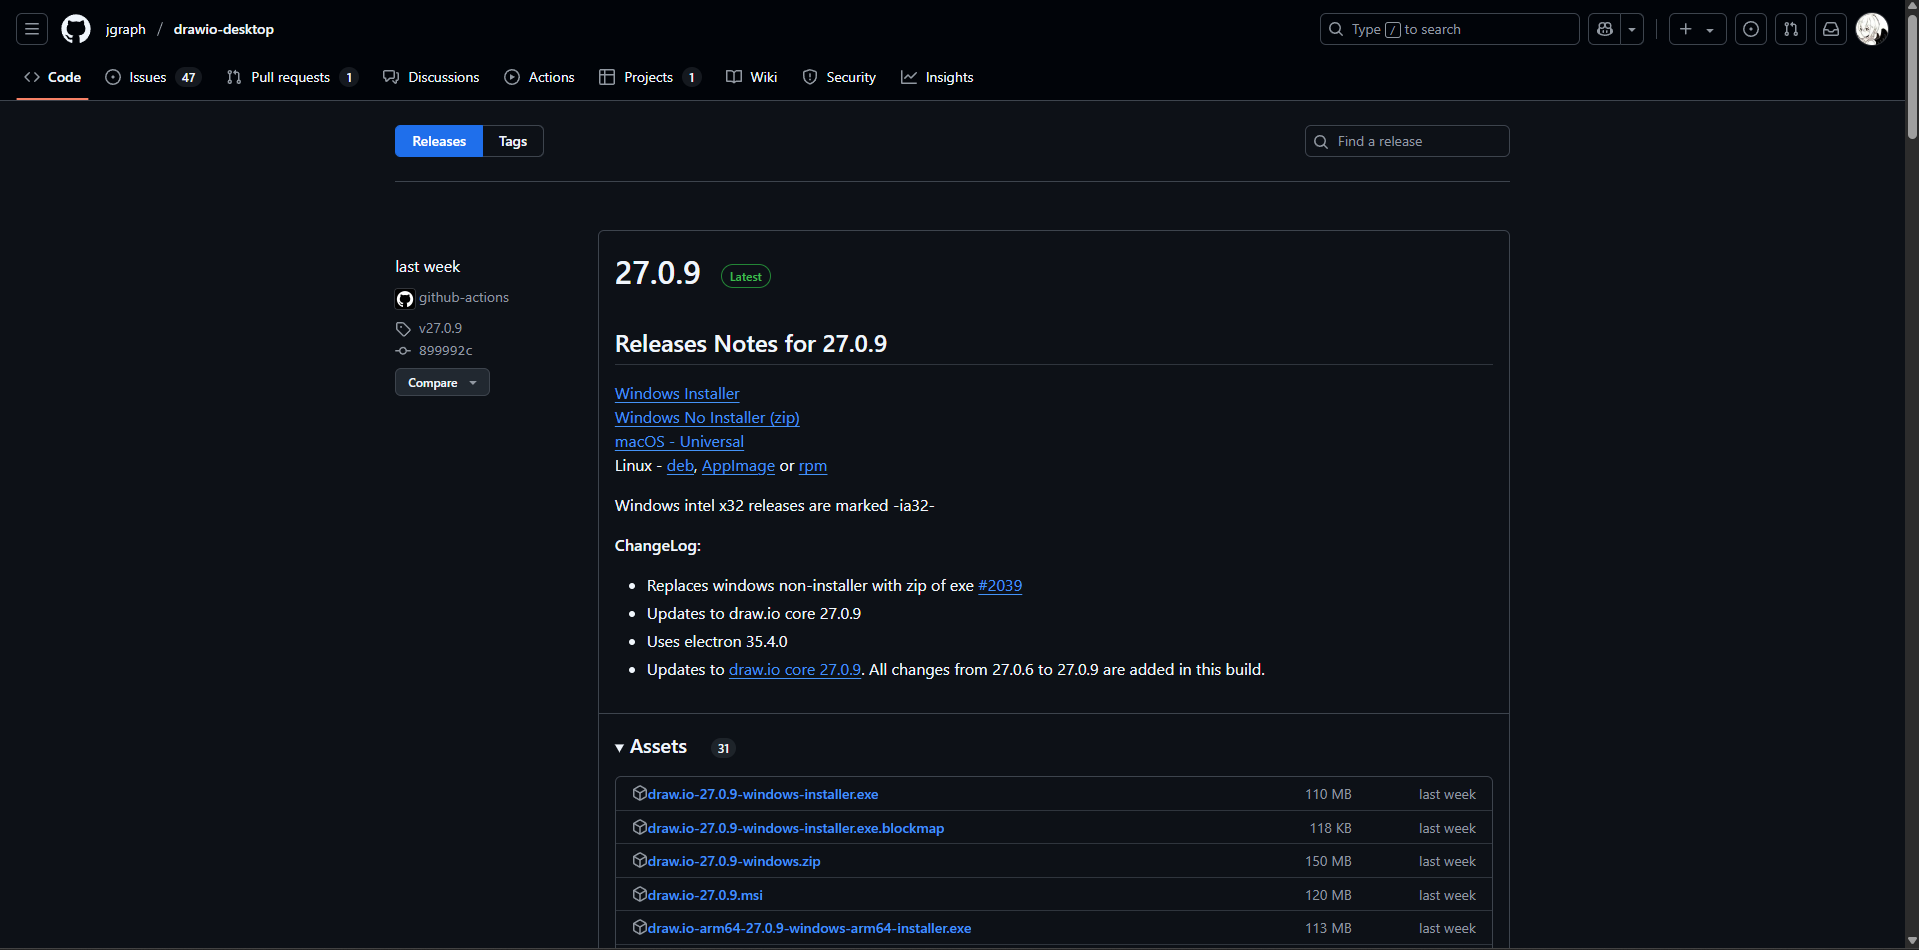 jgraph / drawio-desktop
Type / to search
Code
Issues 47
Pull requests 1
Discussions
Actions
Projects 1
Wiki
Security
Insights
Releases
Tags
Find a release
last week
github-actions
v27.0.9
899992c
Compare
27.0.9 Latest
Releases Notes for 27.0.9
Windows Installer
Windows No Installer (zip)
macOS - Universal
Linux - deb, AppImage or rpm
Windows intel x32 releases are marked -ia32-
ChangeLog:
Replaces windows non-installer with zip of exe #2039
Updates to draw.io core 27.0.9
Uses electron 35.4.0
Updates to draw.io core 27.0.9. All changes from 27.0.6 to 27.0.9 are added in this build.
Assets 31
draw.io-27.0.9-windows-installer.exe 110 MB last week
draw.io-27.0.9-windows-installer.exe.blockmap 118 KB last week
draw.io-27.0.9-windows.zip 150 MB last week
draw.io-27.0.9.msi 120 MB last week
draw.io-arm64-27.0.9-windows-arm64-installer.exe 113 MB last week